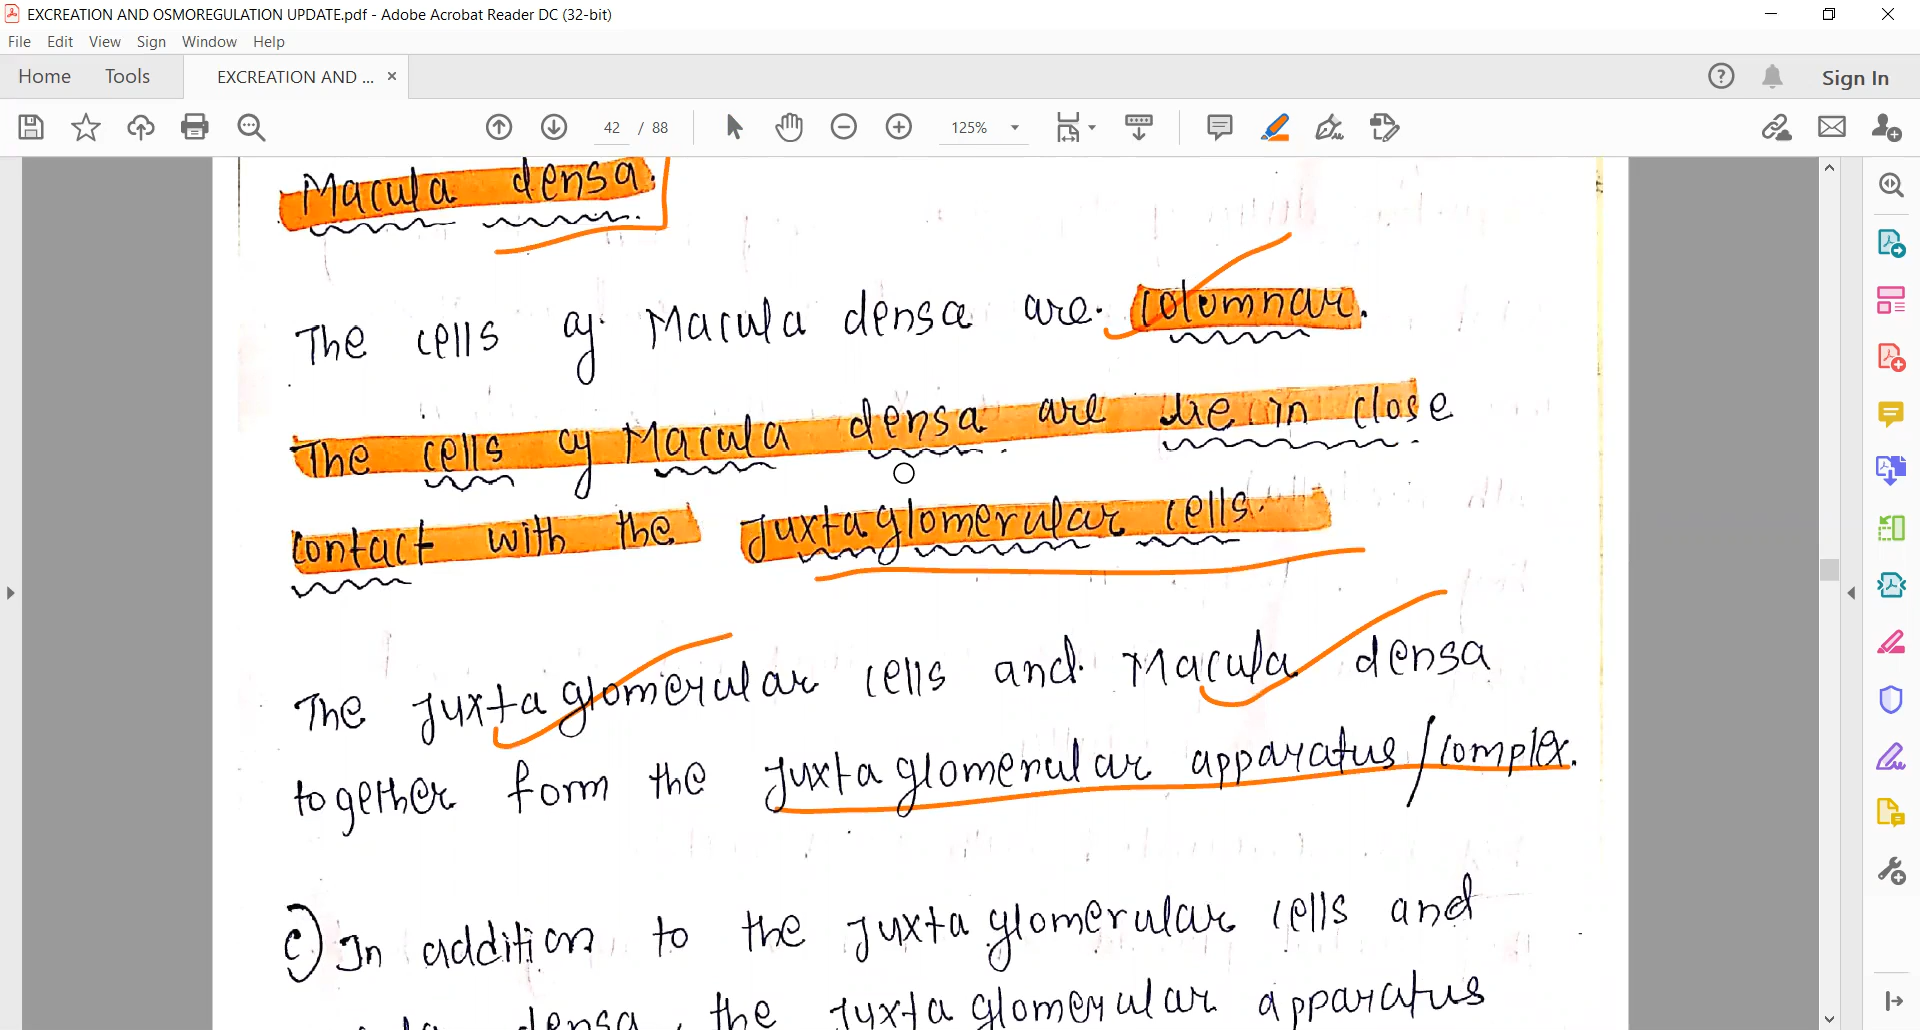 EXCREATION AND OSMOREGULATION UPDATE.pdf - Adobe Acrobat Reader DC (32-bit)
File Edit View Sign Window Help
Home Tools EXCREATION AND ... × Sign In
42 / 88 125%
Macula densa.
The cells of Macula densa are columnar.
The cells of Macula densa are lie in close
contact with the Juxtaglomerular cells.
The Juxtaglomerular cells and Macula densa
together form the Juxtaglomerular apparatus/complex.
c) In addition to the Juxtaglomerular cells and
densa, the Juxtaglomerular apparatus